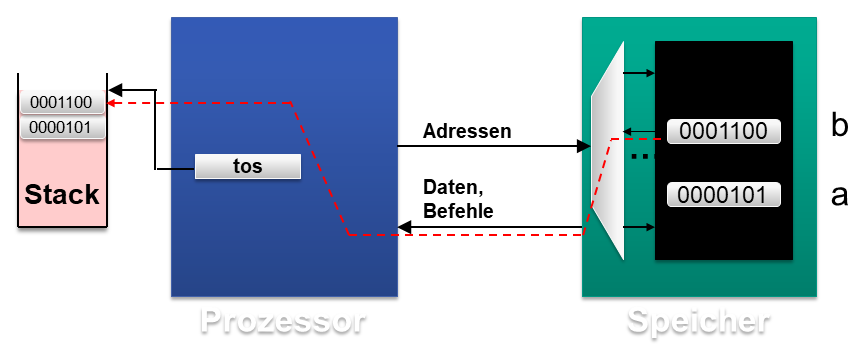 0001100
0000101
Stack
tos
Adressen
Daten,
Befehle
0001100
...
0000101
b
a
Prozessor
Speicher